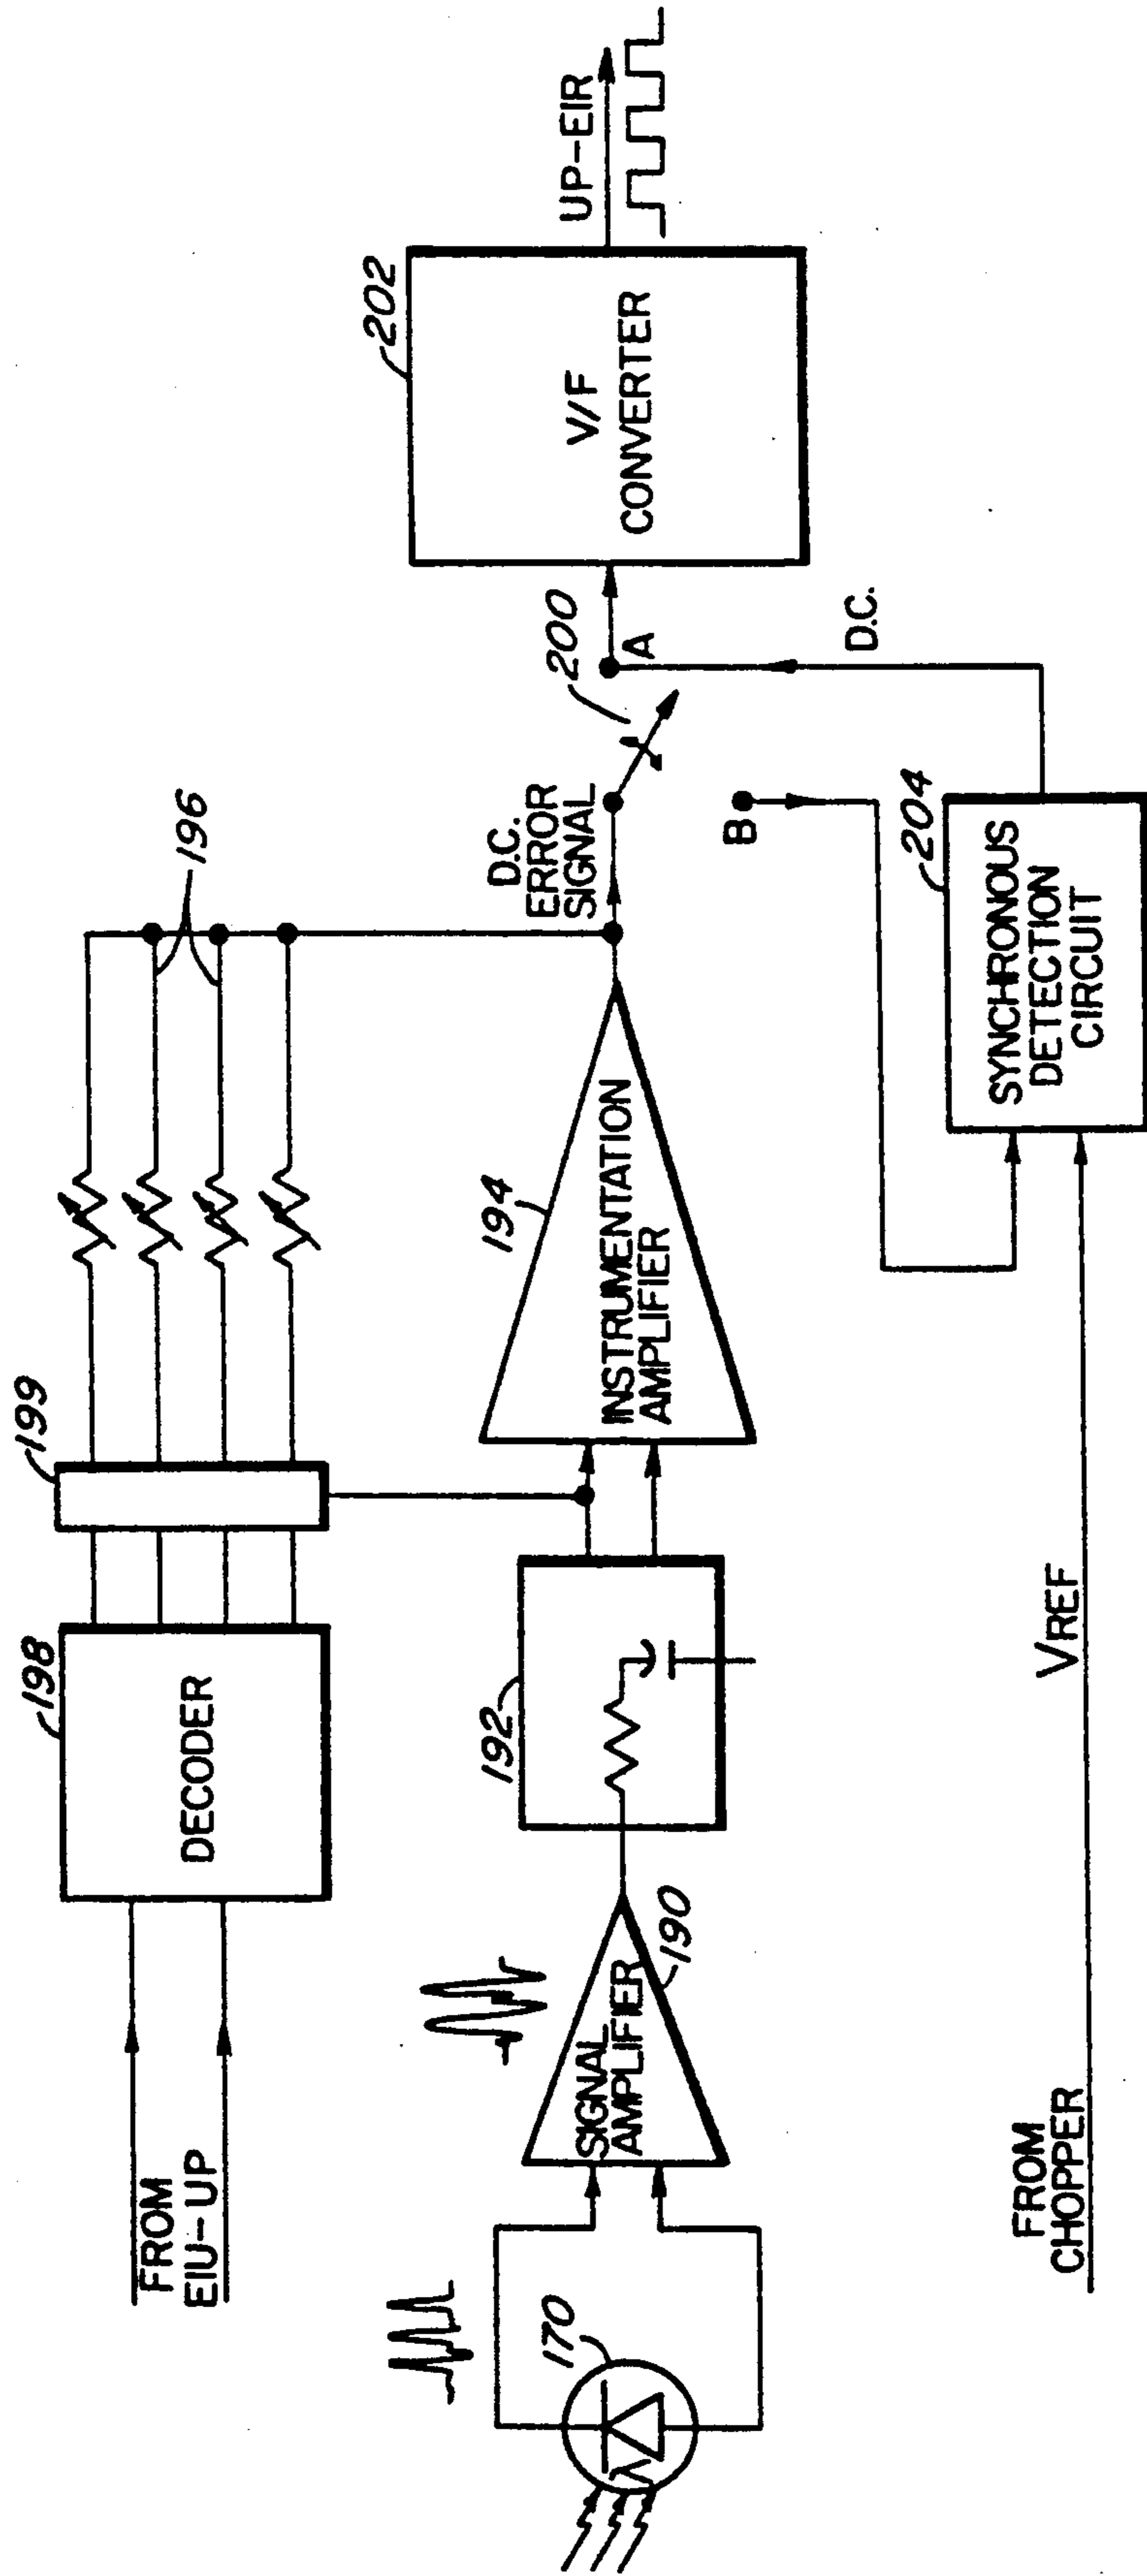 FROM
EIU-UP
198
DECODER
199
196
170
SIGNAL
AMPLIFIER
190
192
194
INSTRUMENTATION
AMPLIFIER
D.C.
ERROR
SIGNAL
200
A
B
202
V/F
CONVERTER
UP-EIR
FROM
CHOPPER
VREF
204
SYNCHRONOUS
DETECTION
CIRCUIT
D.C.